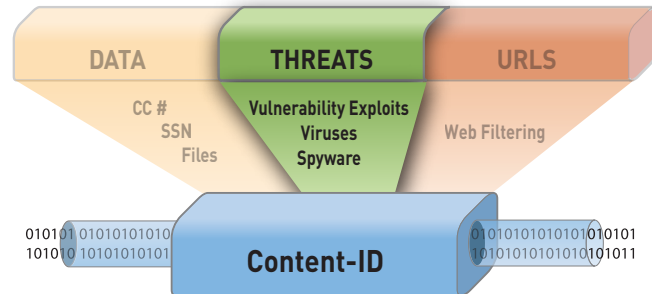 DATA
THREATS
URLS
CC #
SSN
Files
Vulnerability Exploits
Viruses
Spyware
Web Filtering
010101 01010101010
101010 10101010101
Content-ID
010101010101010101
101010101010101011